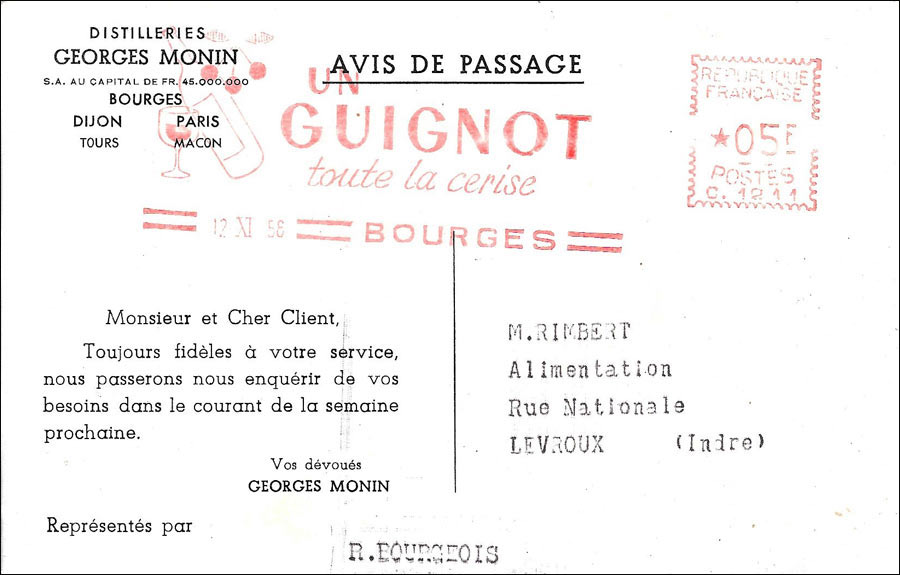 DISTILLERIES
GEORGES MONIN
S.A. AU CAPITAL DE FR. 45.000.000
BOURGES
DIJON PARIS
TOURS MACON
AVIS DE PASSAGE
UN
GUIGNOT
toute la cerise
12 XI 56 BOURGES
REPUBLIQUE
FRANÇAISE
★05F
POSTES
C. 1211
Monsieur et Cher Client,
Toujours fidèles à votre service,
nous passerons nous enquérir de vos
besoins dans le courant de la semaine
prochaine.
Vos dévoués
GEORGES MONIN
Représentés par
R.BOURGEOIS
M.RIMBERT
Alimentation
Rue Nationale
LEVROUX (Indre)